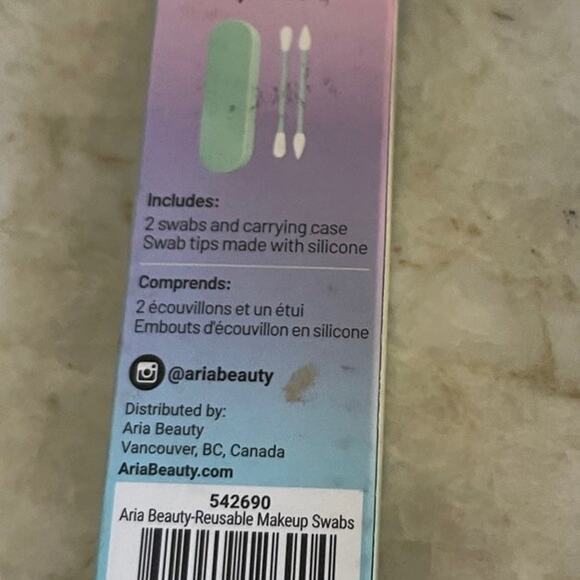 Includes:
2 swabs and carrying case
Swab tips made with silicone
Comprends:
2 écouvillons et un étui
Embouts d'écouvillon en silicone
@ariabeauty
Distributed by:
Aria Beauty
Vancouver, BC, Canada
AriaBeauty.com
542690
Aria Beauty-Reusable Makeup Swabs